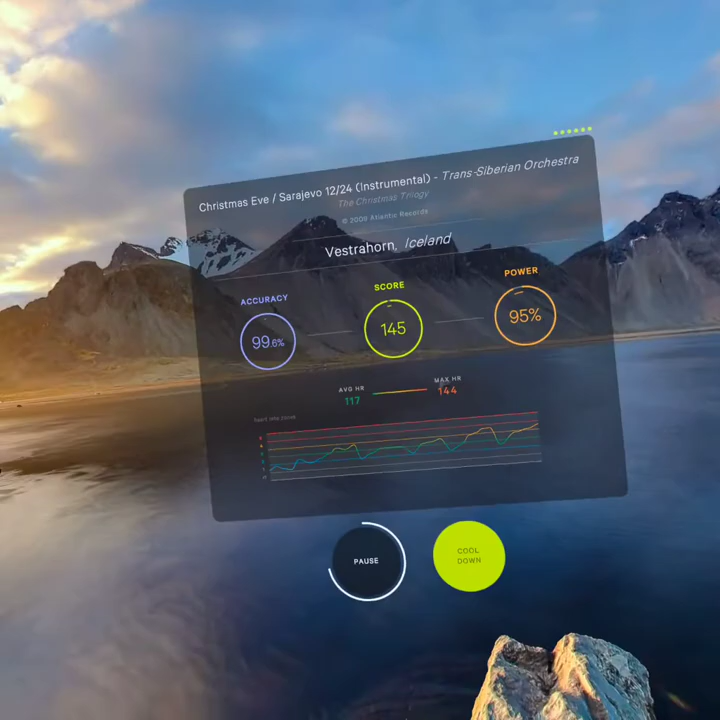 Christmas Eve / Sarajevo 12/24 (Instrumental) - Trans-Siberian Orchestra
The Christmas Trilogy
Atlantic Records
Vestrahorn, Iceland
ACCURACY
SCORE
POWER
99.6%
145
95%
AVG HR
MAX HR
117
144
PAUSE
COOL
DOWN